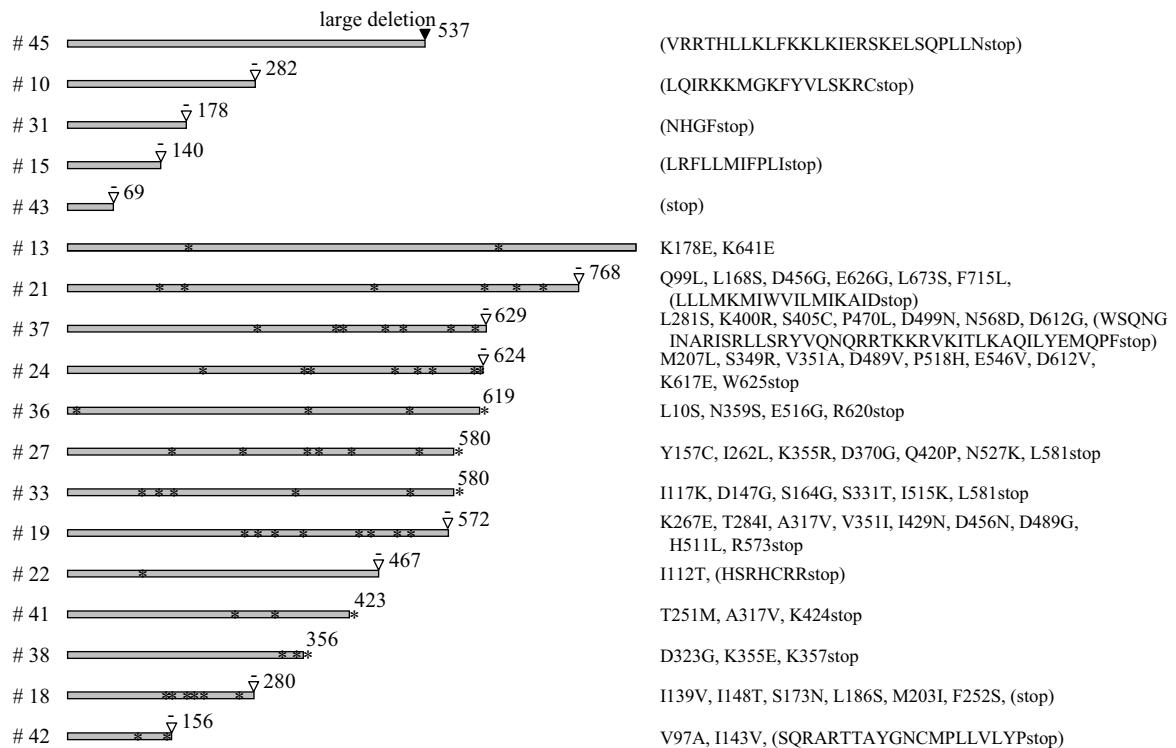 large deletion
# 45 537 (VRRTHLLKLFKKLKIERSKELSQPLLNstop)
# 10 - 282 (LQIRKKMGKFYVLSKRCstop)
# 31 - 178 (NHGFstop)
# 15 - 140 (LRFLLMIFPLIstop)
# 43 - 69 (stop)
# 13 * * K178E, K641E
# 21 * * * * * * - 768 Q99L, L168S, D456G, E626G, L673S, F715L,
(LLLMKMIWVILMIKAIDstop)
# 37 * * * * * * * - 629 L281S, K400R, S405C, P470L, D499N, N568D, D612G, (WSQNG
INARISRLLSRYVQNQRRTKKRVKITLKAQILYEMQPFstop)
# 24 * * * * * * * * - 624 M207L, S349R, V351A, D489V, P518H, E546V, D612V,
K617E, W625stop
# 36 * * * 619 * L10S, N359S, E516G, R620stop
# 27 * * * * * * 580 * Y157C, I262L, K355R, D370G, Q420P, N527K, L581stop
# 33 * * * * * 580 * I117K, D147G, S164G, S331T, I515K, L581stop
# 19 * * * * * * * * - 572 K267E, T284I, A317V, V351I, I429N, D456N, D489G,
H511L, R573stop
# 22 * - 467 I112T, (HSRHCRRstop)
# 41 * * 423 * T251M, A317V, K424stop
# 38 * * 356 * D323G, K355E, K357stop
# 18 * * * * * * - 280 I139V, I148T, S173N, L186S, M203I, F252S, (stop)
# 42 * * - 156 V97A, I143V, (SQRARTTAYGNCMPLLVLYPstop)